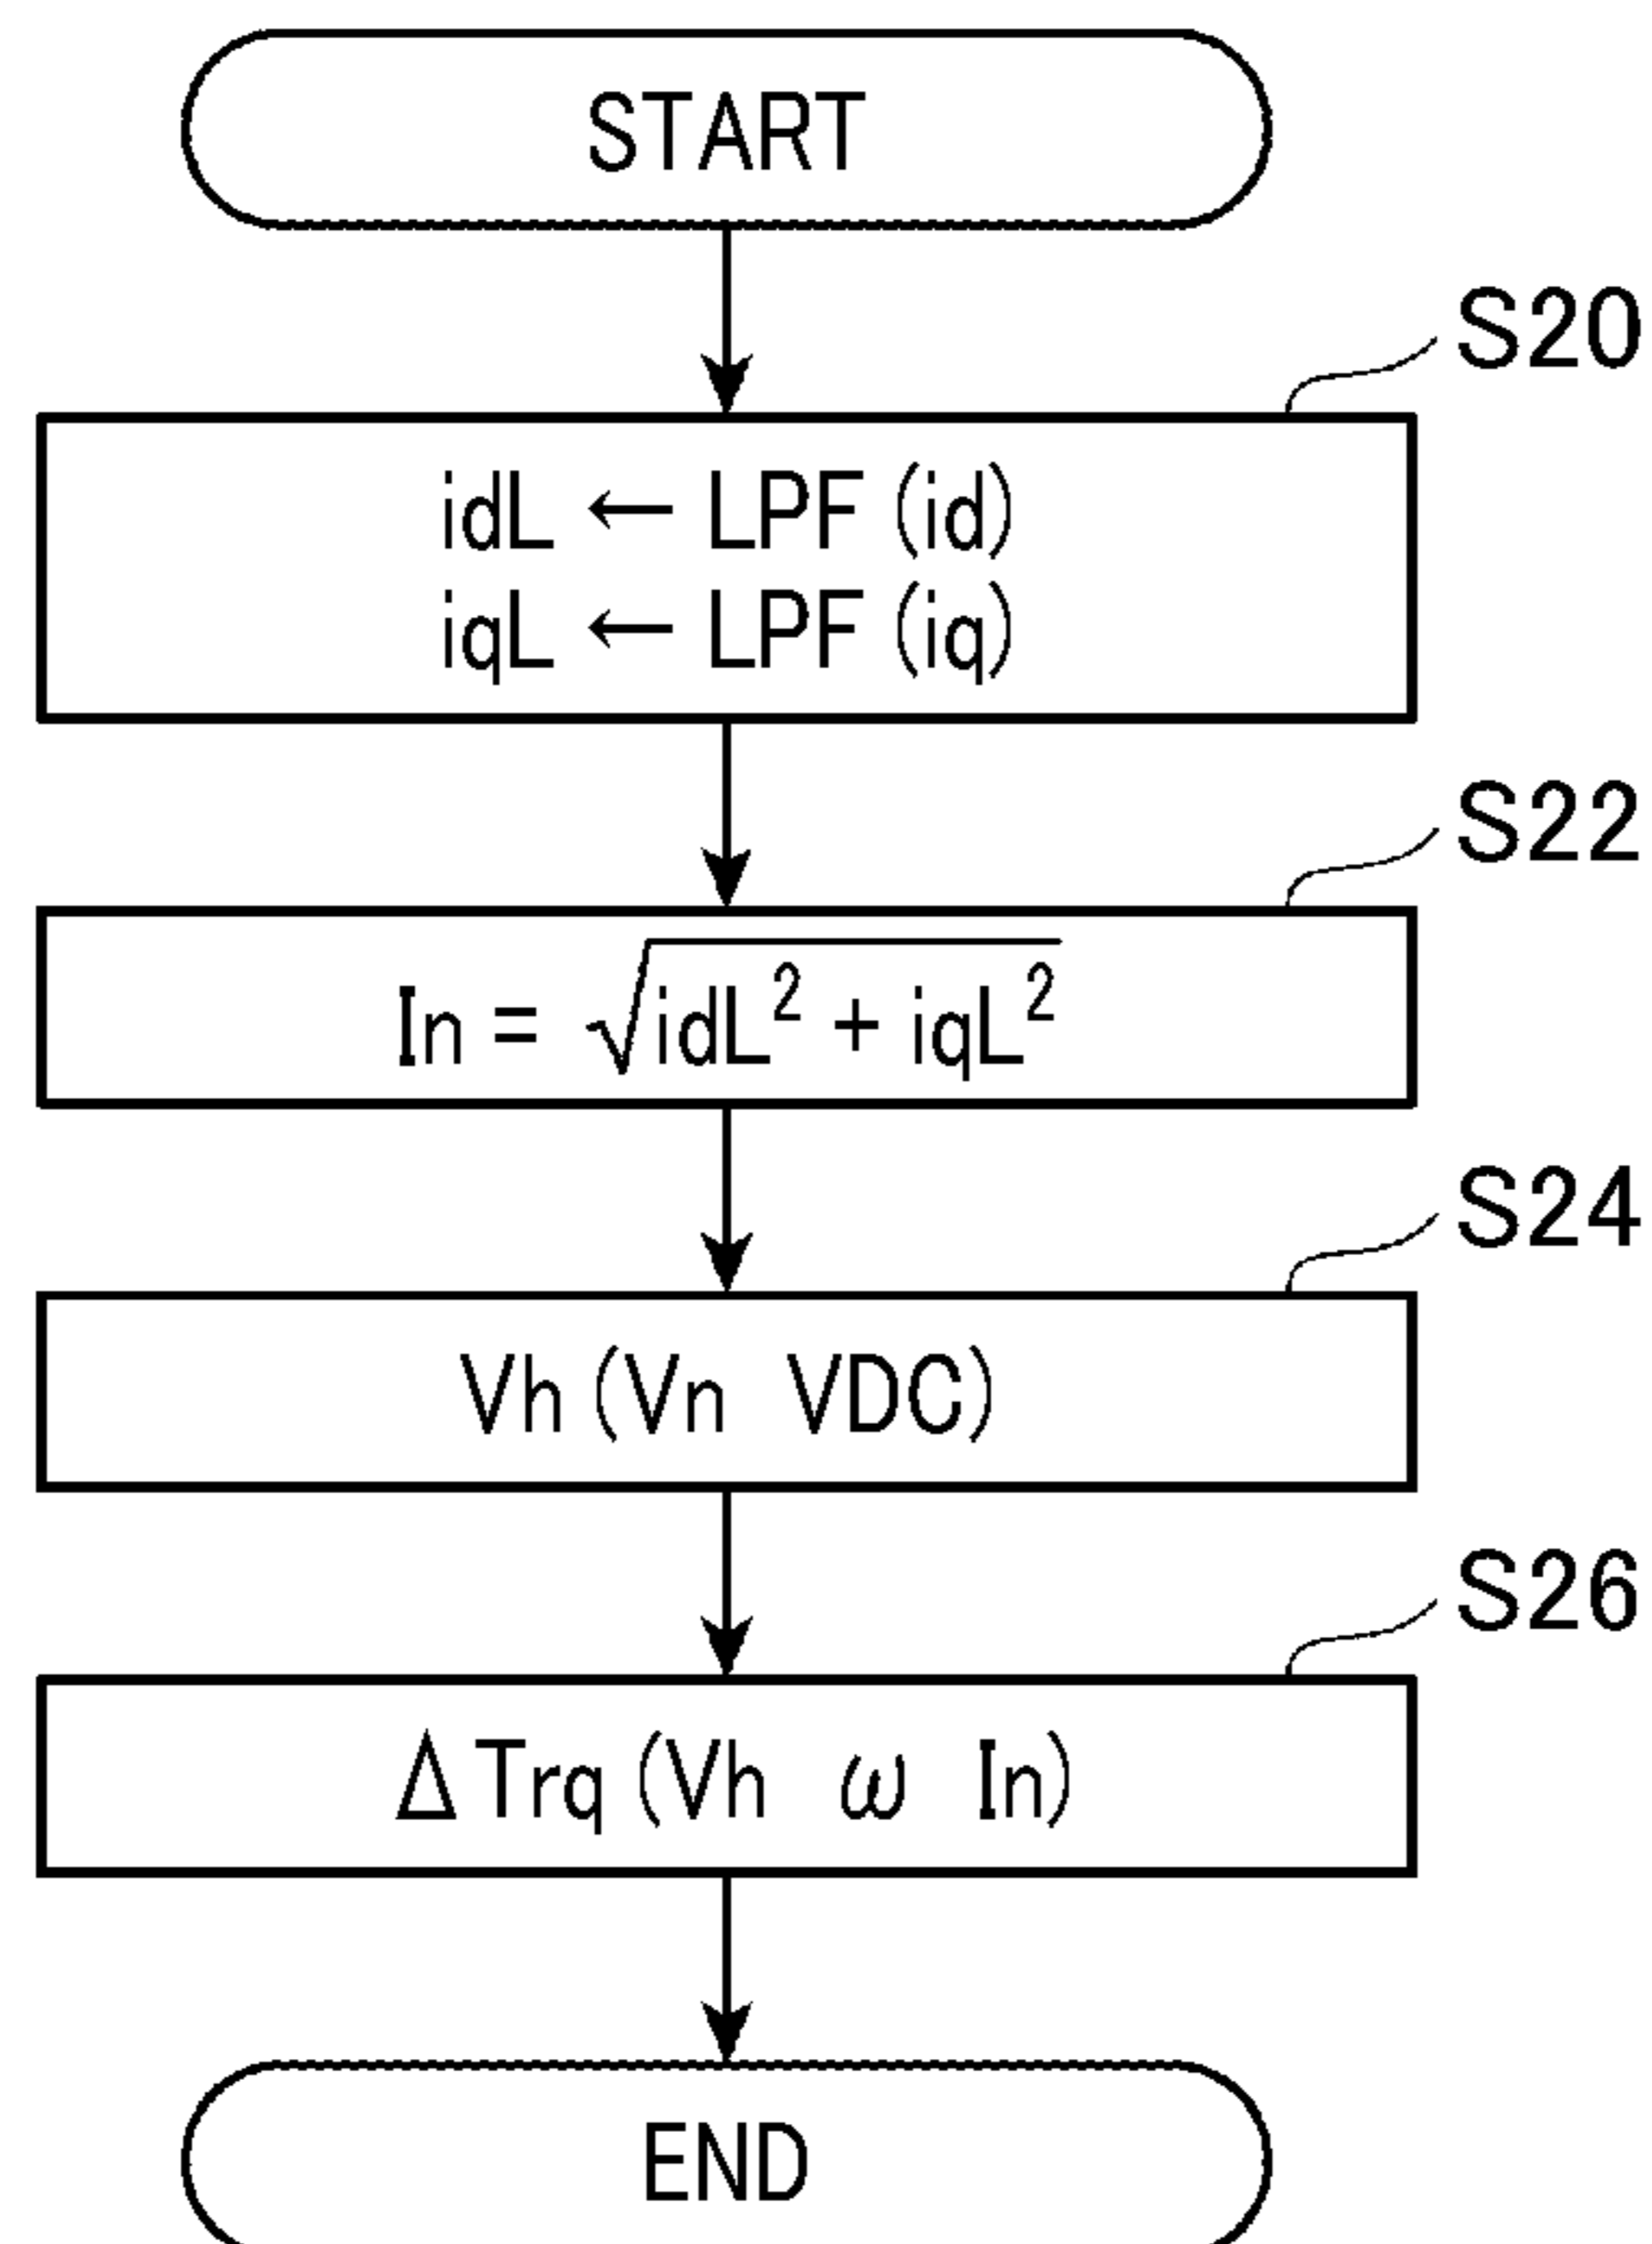 START
S20
idL ← LPF (id)
iqL ← LPF (iq)
S22
In = √idL² + iqL²
S24
Vh (Vn VDC)
S26
ΔTrq (Vh ω In)
END